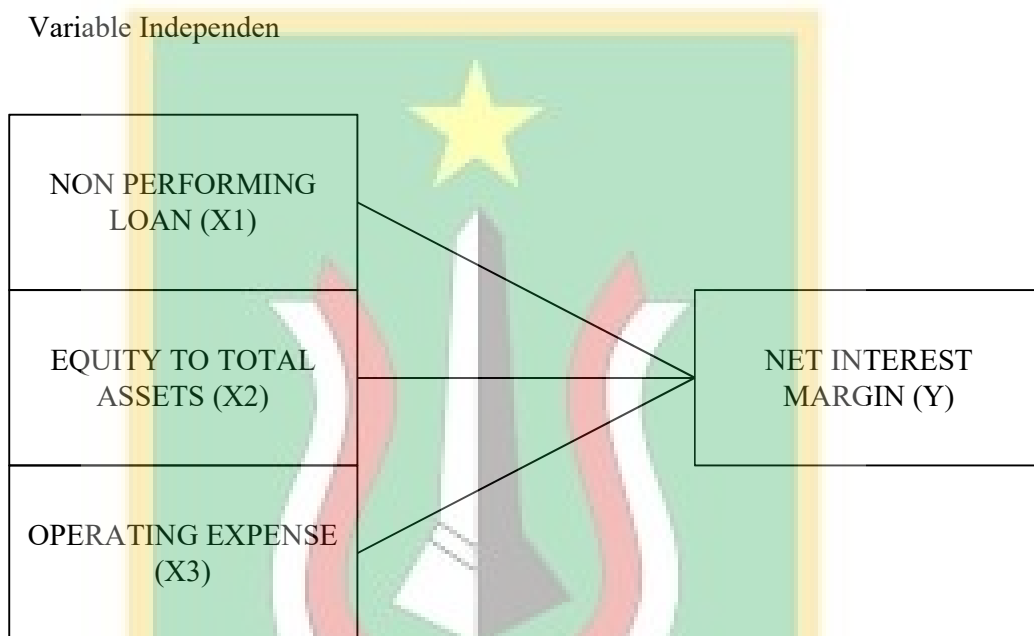 Variable Independen
NON PERFORMING
LOAN (X1)
EQUITY TO TOTAL
ASSETS (X2)
NET INTEREST
MARGIN (Y)
OPERATING EXPENSE
(X3)